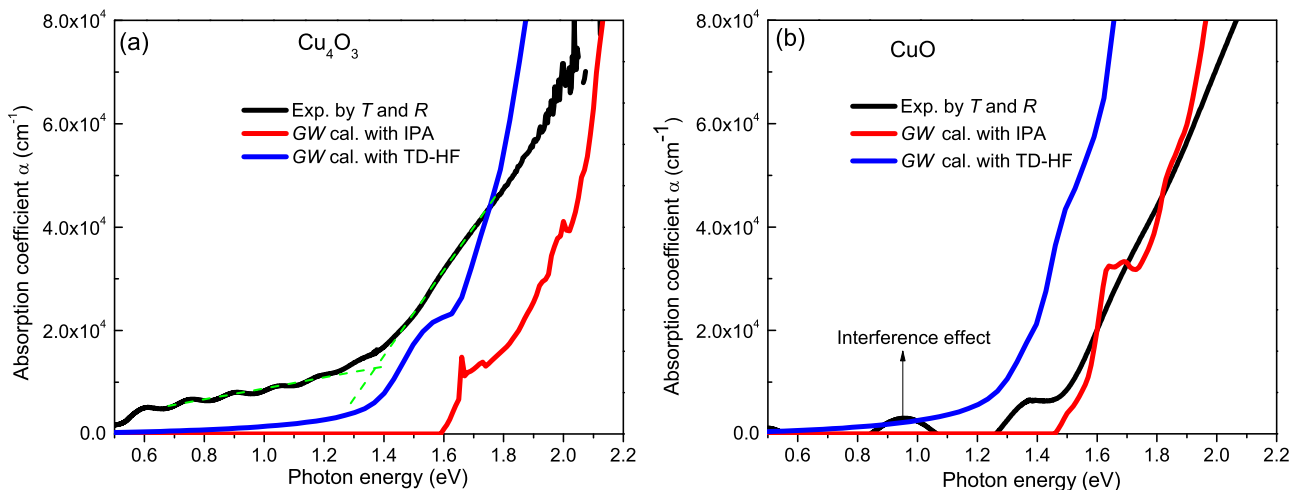 (a)
Cu4O3
Exp. by T and R
GW cal. with IPA
GW cal. with TD-HF
8.0x10^4
6.0x10^4
4.0x10^4
2.0x10^4
0.0
Absorption coefficient α (cm^-1)
0.6 0.8 1.0 1.2 1.4 1.6 1.8 2.0 2.2
Photon energy (eV)
(b)
CuO
Exp. by T and R
GW cal. with IPA
GW cal. with TD-HF
Interference effect
8.0x10^4
6.0x10^4
4.0x10^4
2.0x10^4
0.0
Absorption coefficient α (cm^-1)
0.6 0.8 1.0 1.2 1.4 1.6 1.8 2.0 2.2
Photon energy (eV)